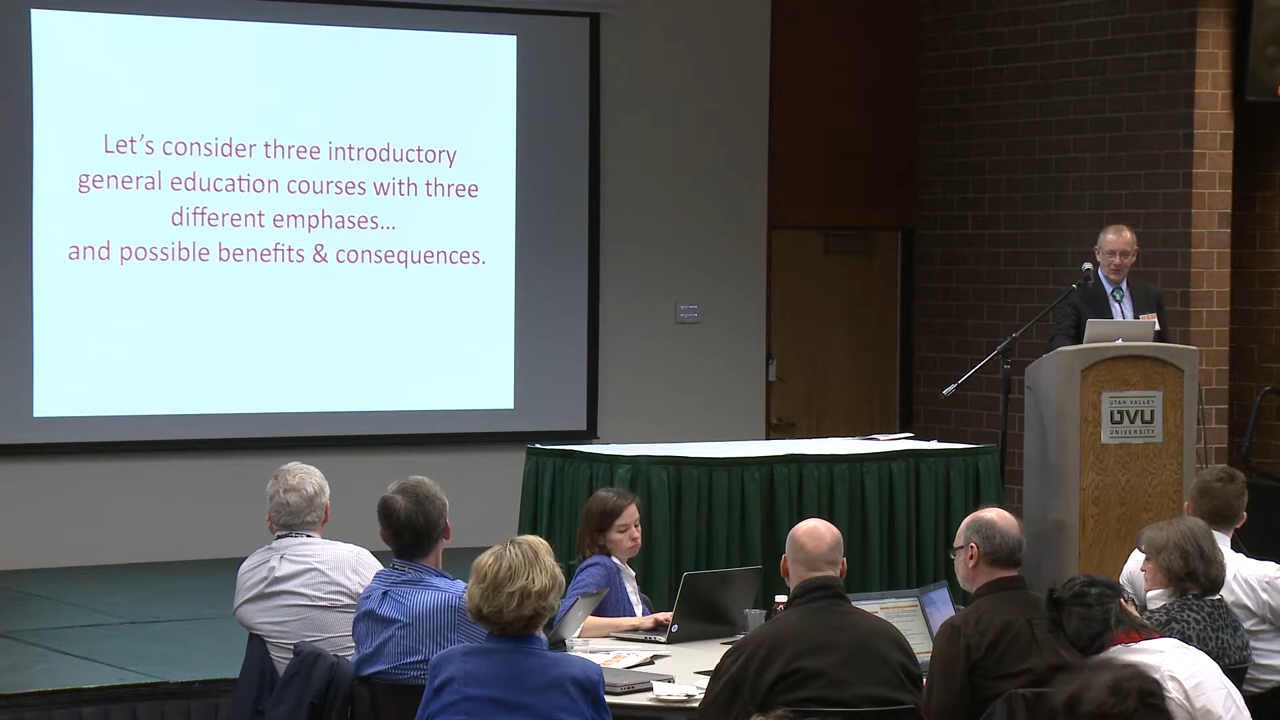 Let's consider three introductory
general education courses with three
different emphases...
and possible benefits & consequences.
UTAH VALLEY
UVU
UNIVERSITY